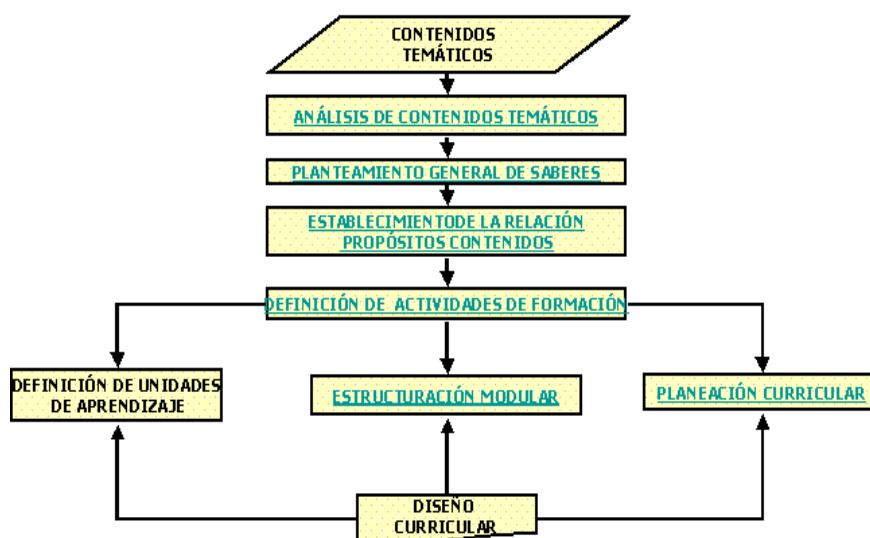 CONTENIDOS
TEMÁTICOS
ANÁLISIS DE CONTENIDOS TEMÁTICOS
PLANTEAMIENTO GENERAL DE SABERES
ESTABLECIMIENTODE LA RELACIÓN
PROPÓSITOS CONTENIDOS
DEFINICIÓN DE ACTIVIDADES DE FORMACIÓN
DEFINICIÓN DE UNIDADES
DE APRENDIZAJE
ESTRUCTURACIÓN MODULAR
PLANEACIÓN CURRICULAR
DISEÑO
CURRICULAR